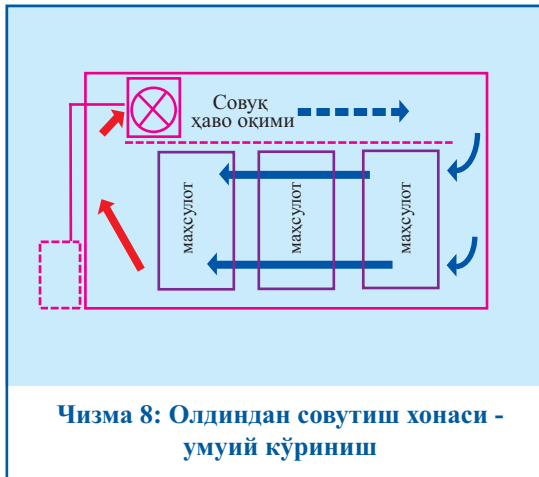 Совуқ
ҳаво оқими
маҳсулот
маҳсулот
маҳсулот
Чизма 8: Олдиндан совутиш хонаси -
умуий кўриниш